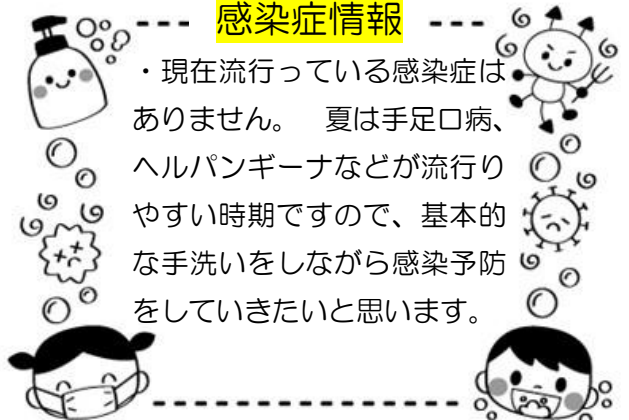 感染症情報
・現在流行っている感染症は
ありません。　夏は手足口病、
ヘルパンギーナなどが流行り
やすい時期ですので、基本的
な手洗いをしながら感染予防
をしていきたいと思います。